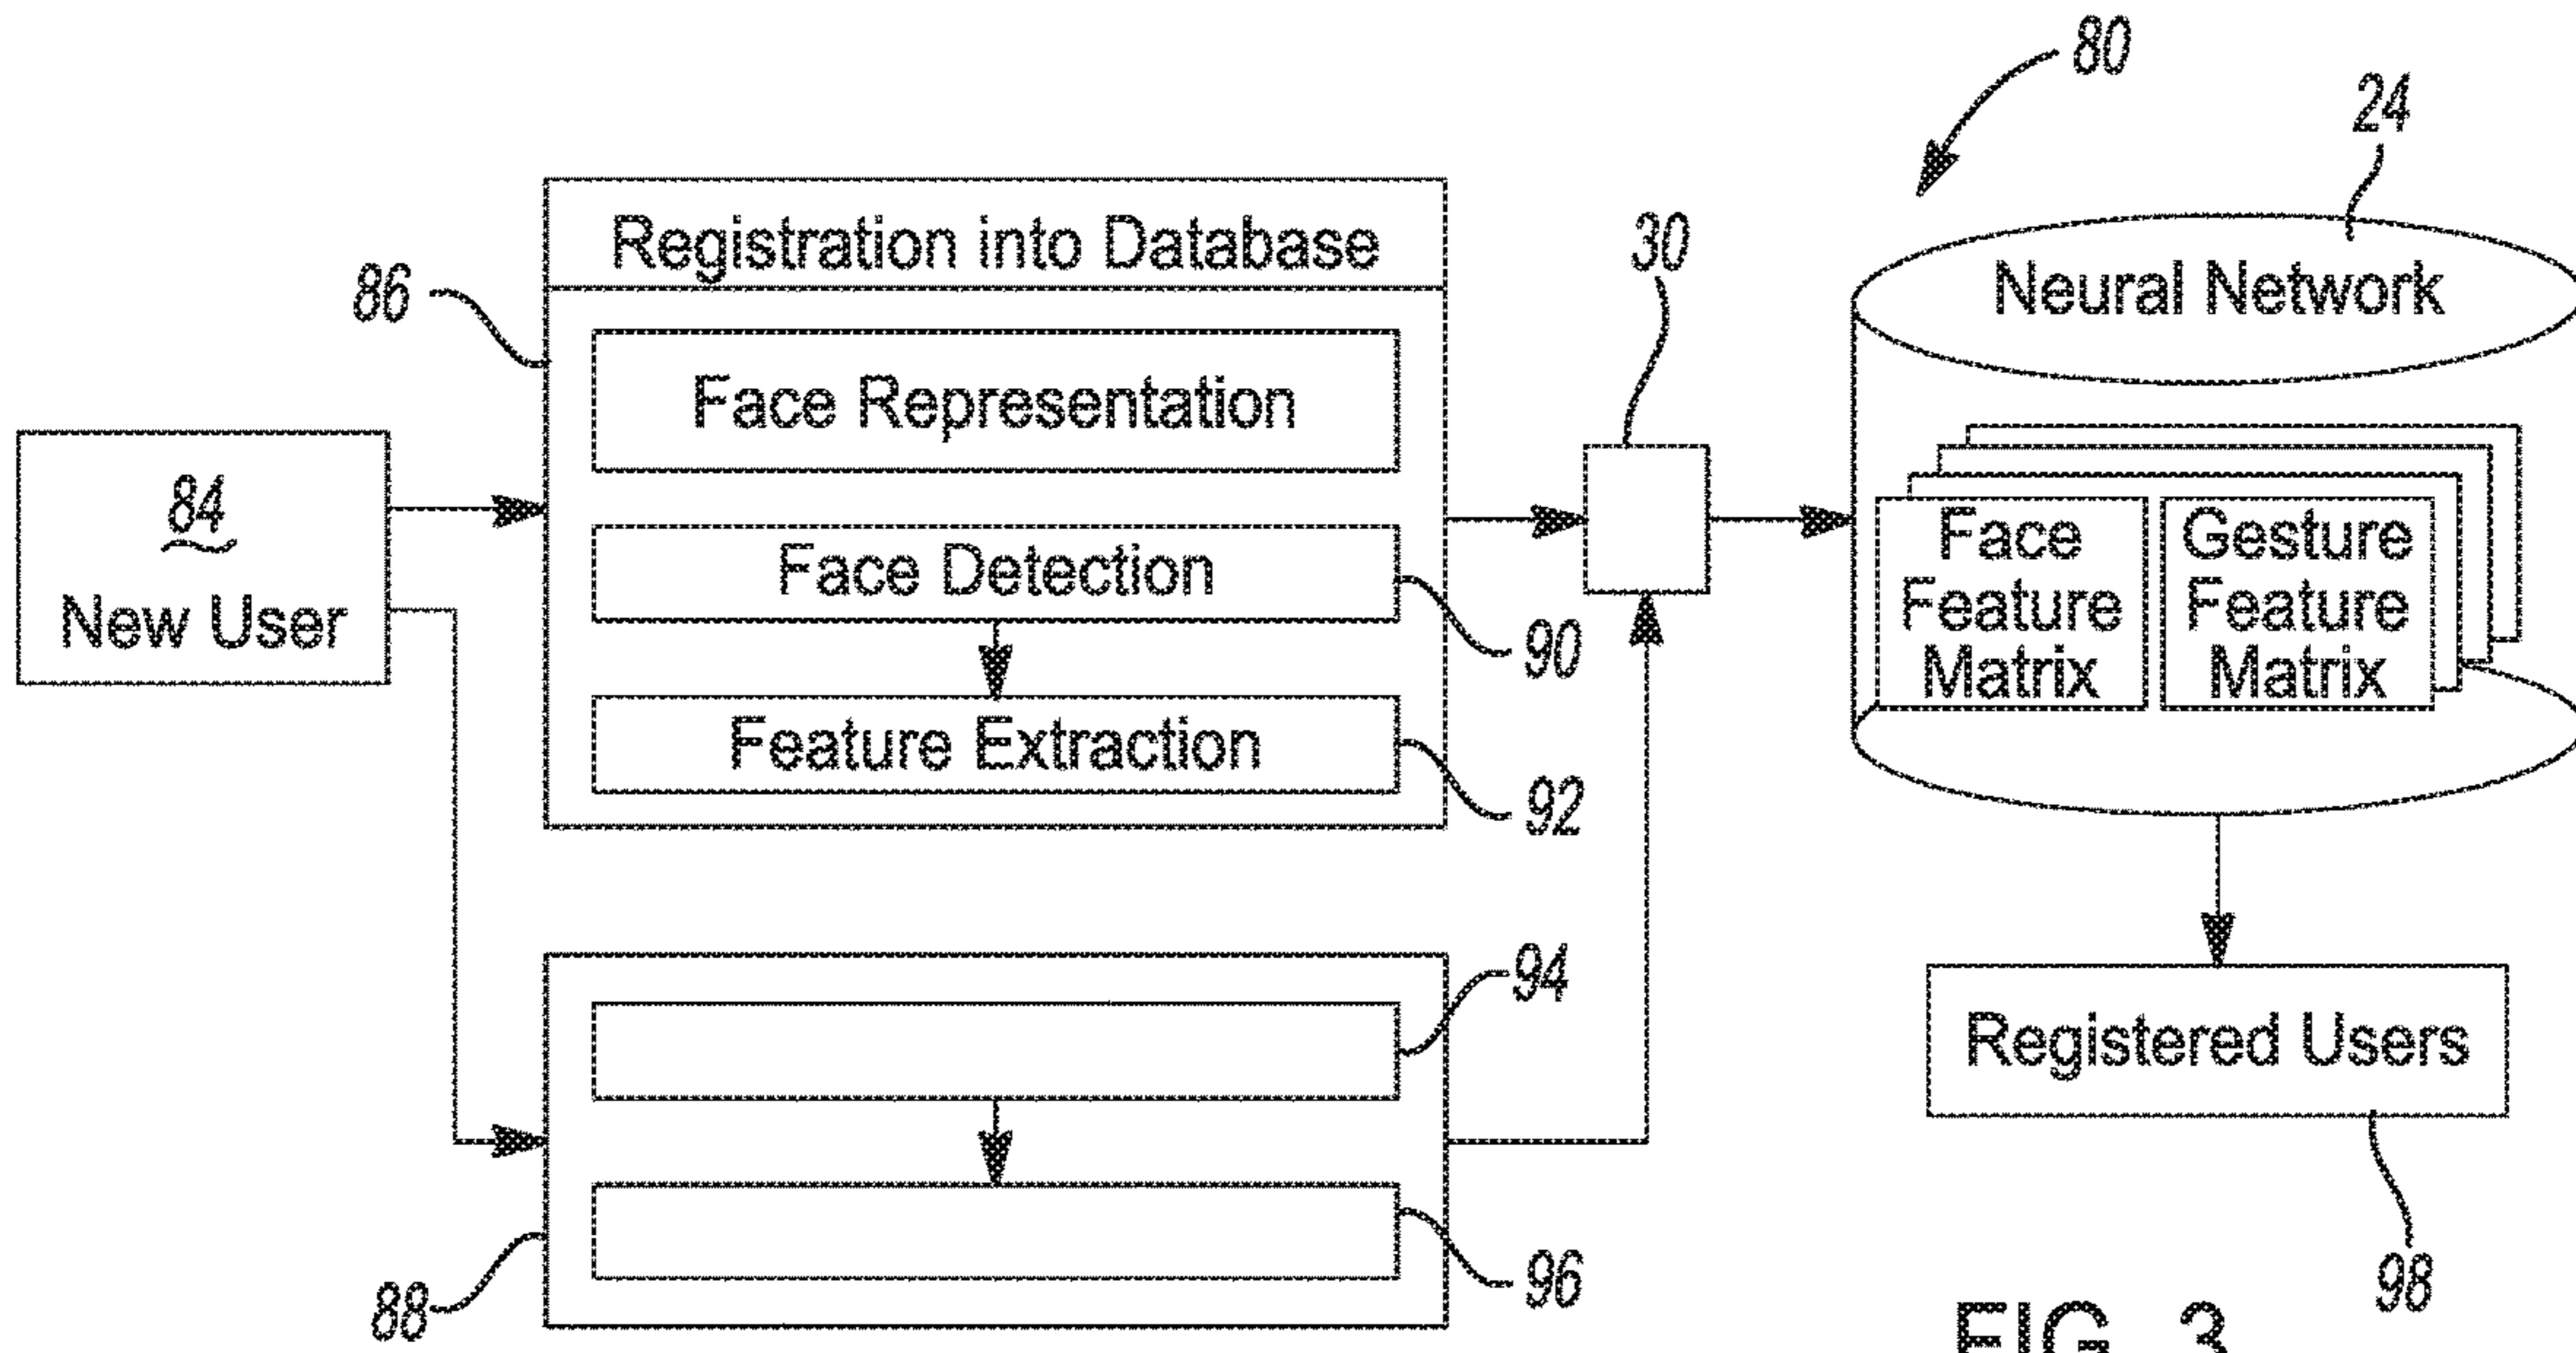 80
24
30
86
Registration into Database
Face Representation
Face Detection
Feature Extraction
84
New User
90
92
Neural Network
Face
Feature
Matrix
Gesture
Feature
Matrix
94
96
88
Registered Users
98
FIG. 3